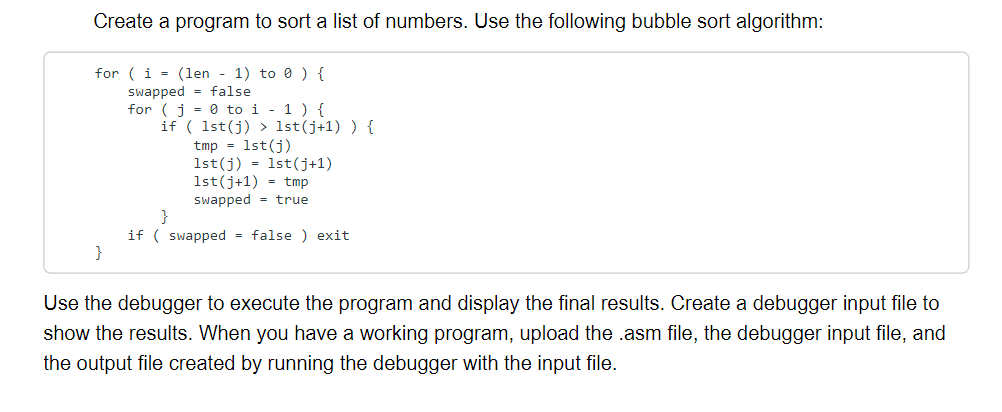 Create a program to sort a list of numbers. Use the following bubble sort algorithm:
for ( i = (len - 1) to 0 ) {
swapped = false
for ( j = 0 to i - 1 ) {
if ( lst(j) > lst(j+1) ) {
tmp = lst(j)
lst(j) = lst(j+1)
lst(j+1) = tmp
swapped = true
}
if ( swapped = false ) exit
}
Use the debugger to execute the program and display the final results. Create a debugger input file to
show the results. When you have a working program, upload the .asm file, the debugger input file, and
the output file created by running the debugger with the input file.